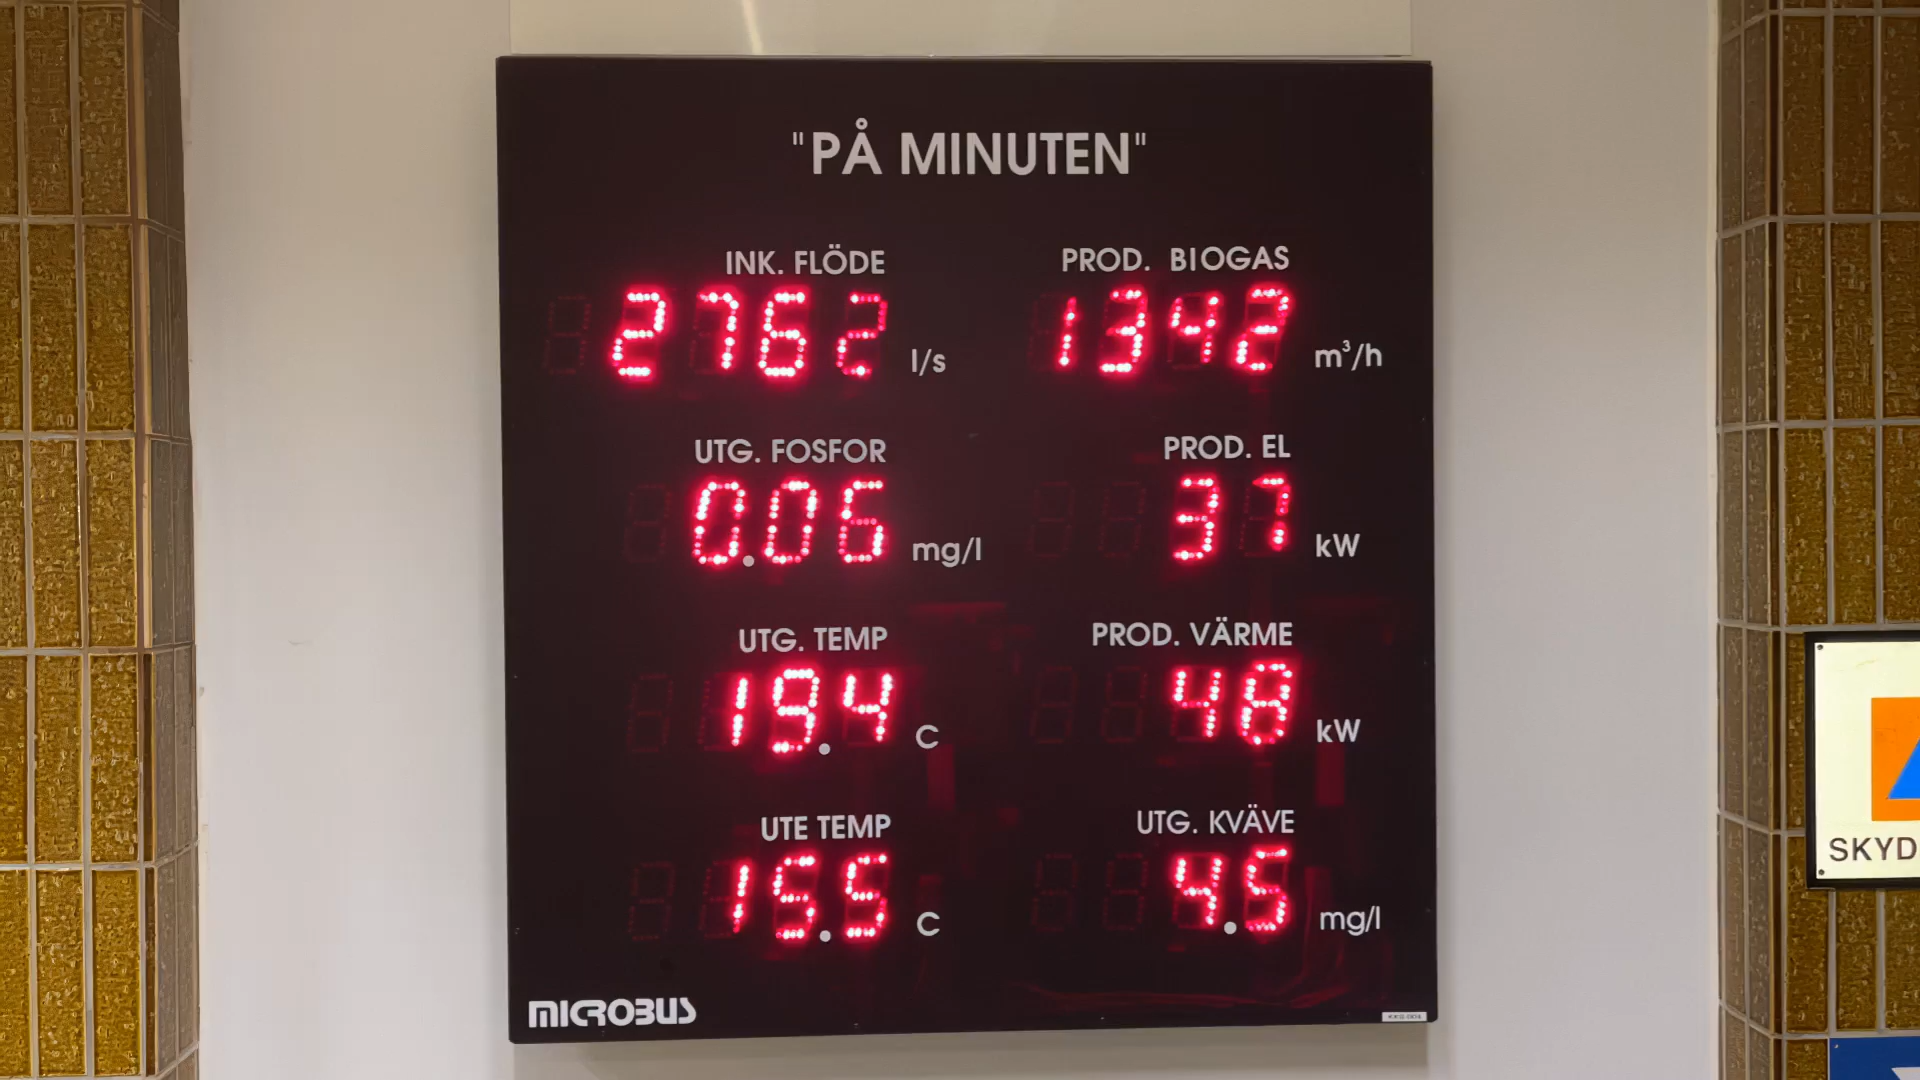 "PÅ MINUTEN"
INK. FLÖDE
2762 l/s
PROD. BIOGAS
1342 m³/h
UTG. FOSFOR
0.06 mg/l
PROD. EL
37 kW
UTG. TEMP
19.4 C
PROD. VÄRME
48 kW
UTE TEMP
15.5 C
UTG. KVÄVE
4.5 mg/l
MICROBUS
SKYD